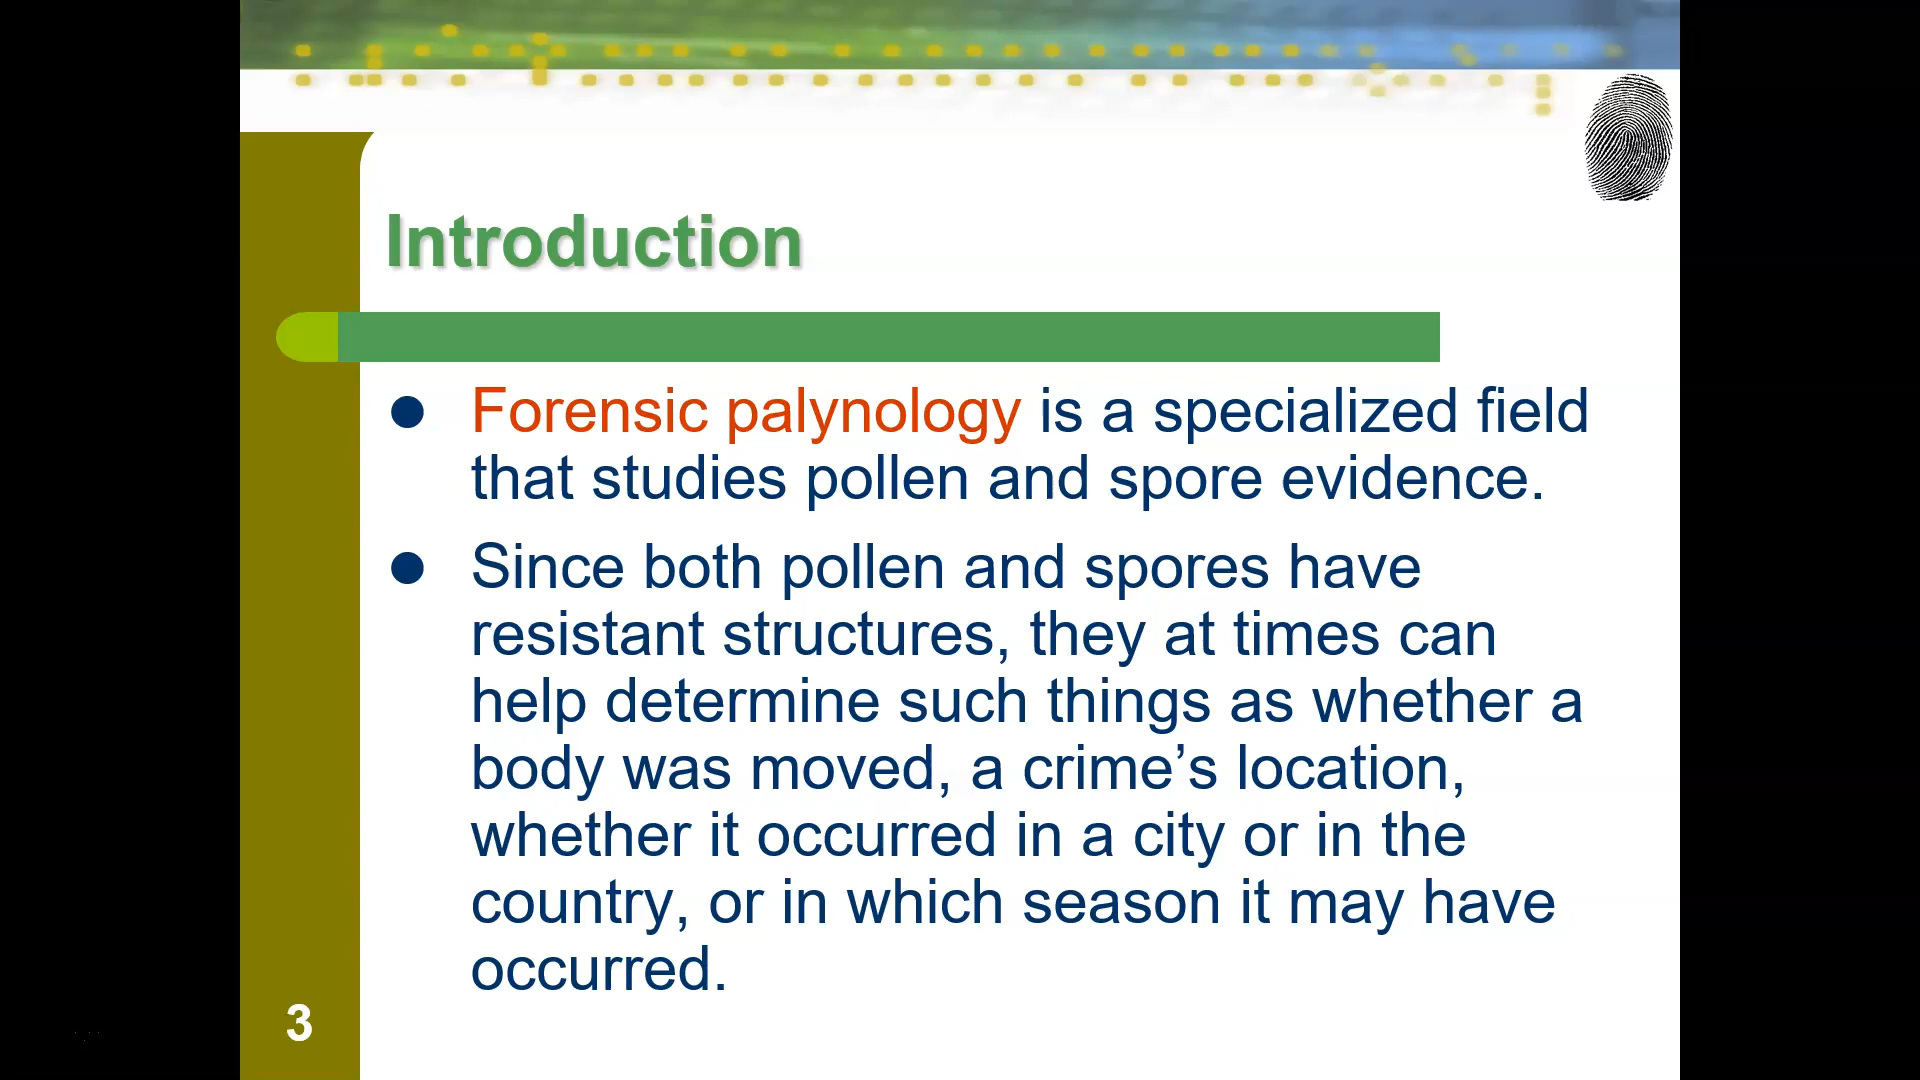 Introduction
● Forensic palynology is a specialized field
that studies pollen and spore evidence.
● Since both pollen and spores have
resistant structures, they at times can
help determine such things as whether a
body was moved, a crime’s location,
whether it occurred in a city or in the
country, or in which season it may have
occurred.
3